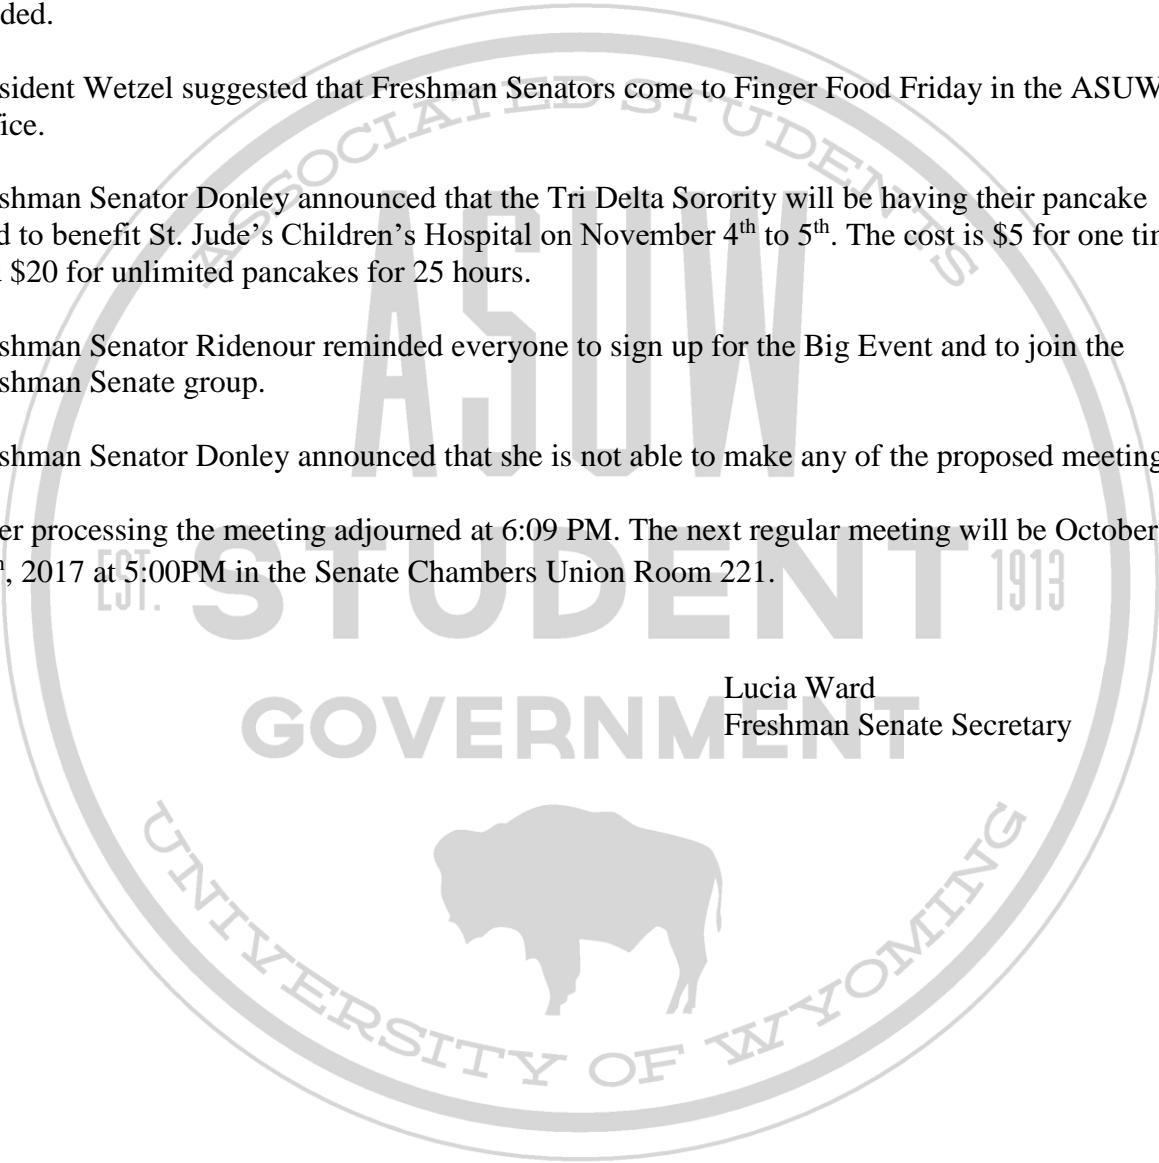 ded.
sident Wetzel suggested that Freshman Senators come to Finger Food Friday in the ASUW
fice.
shman Senator Donley announced that the Tri Delta Sorority will be having their pancake
d to benefit St. Jude’s Children’s Hospital on November 4th to 5th. The cost is $5 for one tim
$20 for unlimited pancakes for 25 hours.
shman Senator Ridenour reminded everyone to sign up for the Big Event and to join the
shman Senate group.
shman Senator Donley announced that she is not able to make any of the proposed meeting
er processing the meeting adjourned at 6:09 PM. The next regular meeting will be October
, 2017 at 5:00PM in the Senate Chambers Union Room 221.
Lucia Ward
Freshman Senate Secretary
ASSOCIATED STUDENTS
ASUW
EST. STUDENT 1913
GOVERNMENT
UNIVERSITY OF WYOMING